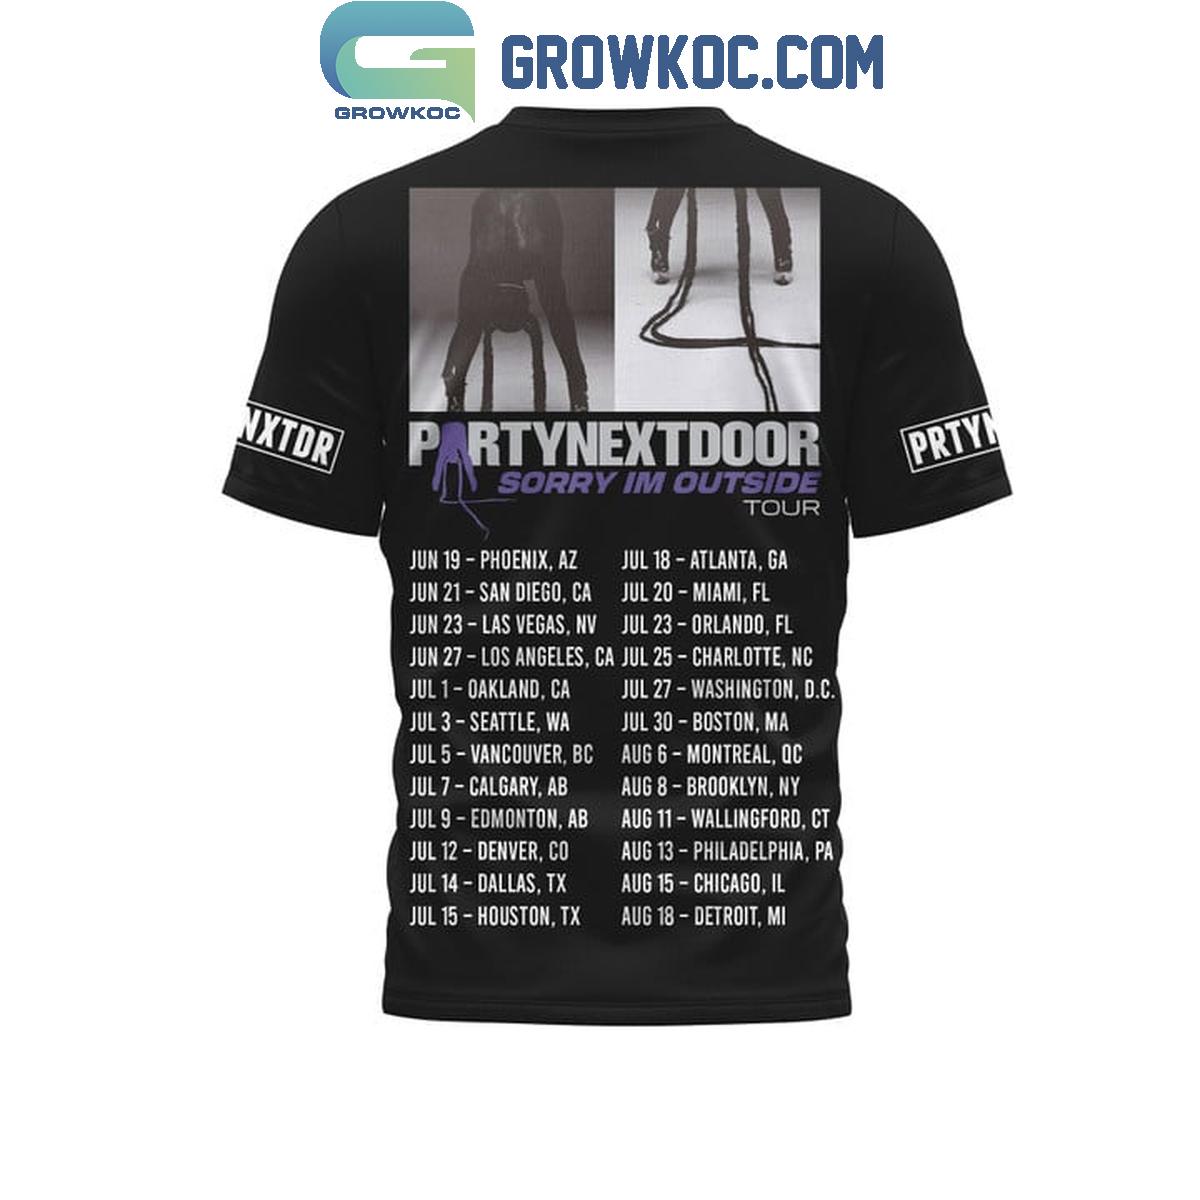 GROWKOC
GROWKOC.COM
NXTDR
PRTYN
PARTYNEXTDOOR
SORRY IM OUTSIDE
TOUR
JUN 19 – PHOENIX, AZ
JUN 21 – SAN DIEGO, CA
JUN 23 – LAS VEGAS, NV
JUN 27 – LOS ANGELES, CA
JUL 1 – OAKLAND, CA
JUL 3 – SEATTLE, WA
JUL 5 – VANCOUVER, BC
JUL 7 – CALGARY, AB
JUL 9 – EDMONTON, AB
JUL 12 – DENVER, CO
JUL 14 – DALLAS, TX
JUL 15 – HOUSTON, TX
JUL 18 – ATLANTA, GA
JUL 20 – MIAMI, FL
JUL 23 – ORLANDO, FL
JUL 25 – CHARLOTTE, NC
JUL 27 – WASHINGTON, D.C.
JUL 30 – BOSTON, MA
AUG 6 – MONTREAL, QC
AUG 8 – BROOKLYN, NY
AUG 11 – WALLINGFORD, CT
AUG 13 – PHILADELPHIA, PA
AUG 15 – CHICAGO, IL
AUG 18 – DETROIT, MI